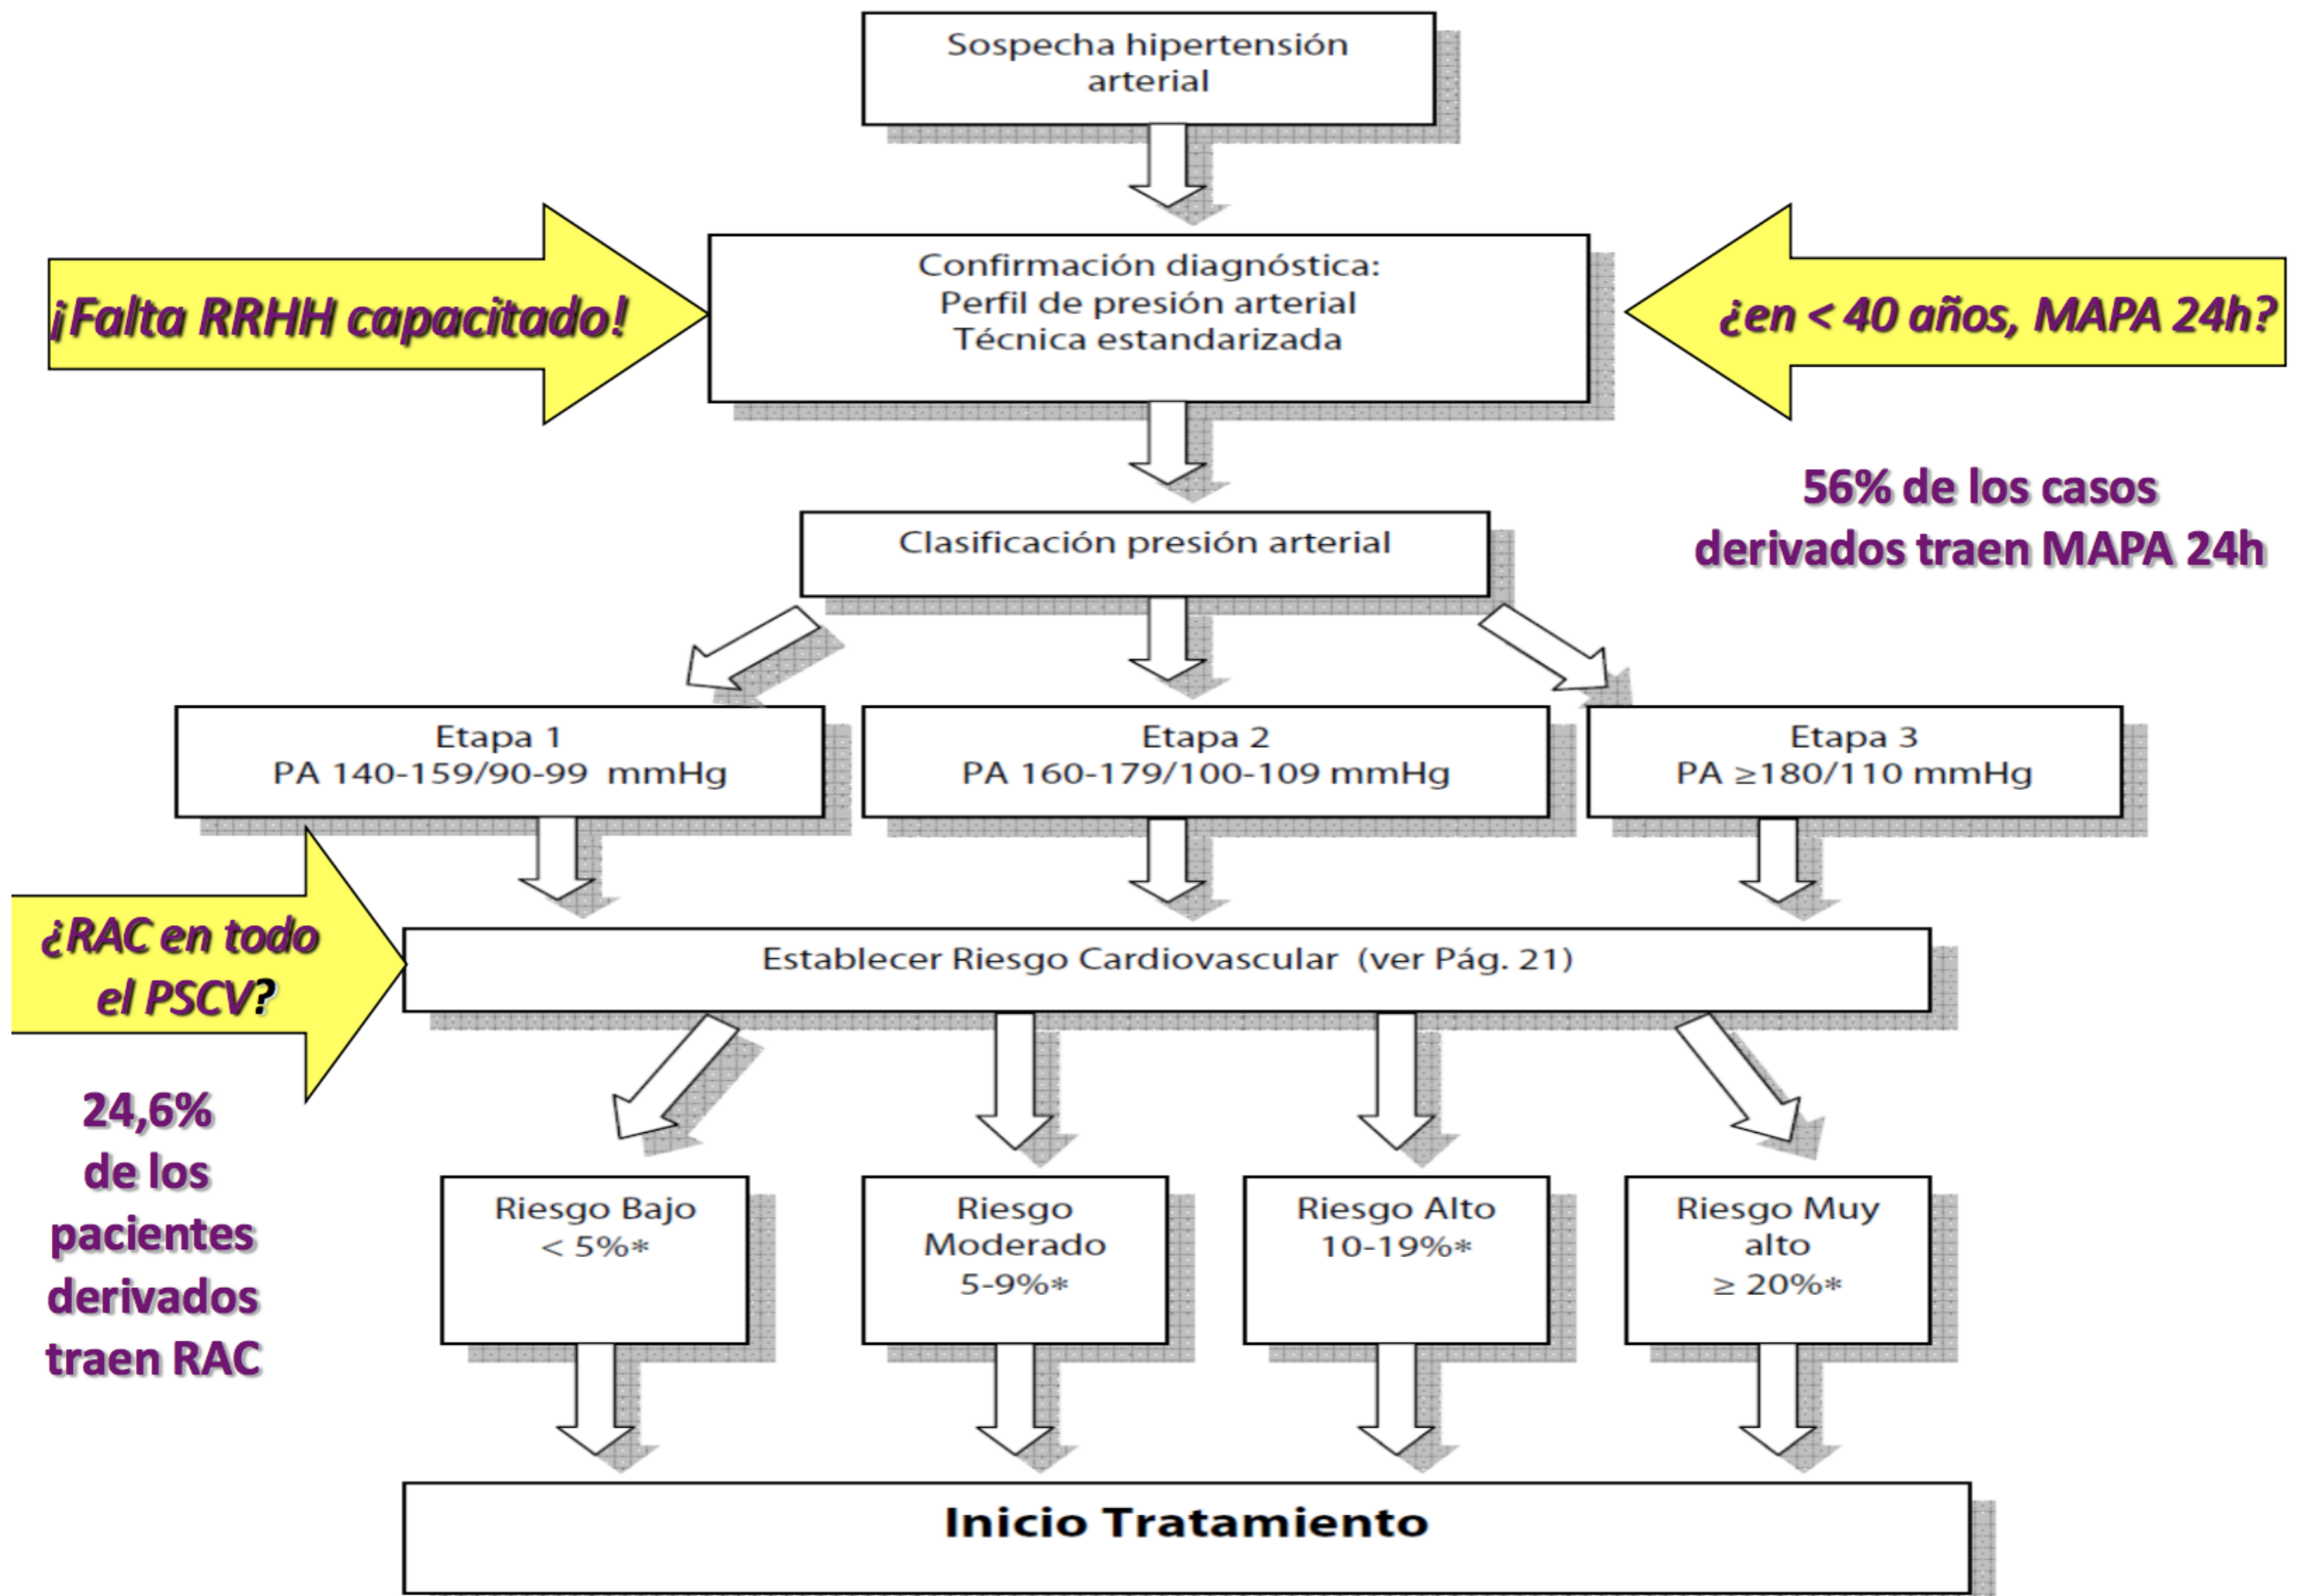 Sospecha hipertensión
arterial
¡Falta RRHH capacitado!
Confirmación diagnóstica:
Perfil de presión arterial
Técnica estandarizada
¿en < 40 años, MAPA 24h?
56% de los casos
derivados traen MAPA 24h
Clasificación presión arterial
Etapa 1
PA 140-159/90-99 mmHg
Etapa 2
PA 160-179/100-109 mmHg
Etapa 3
PA ≥180/110 mmHg
¿RAC en todo
el PSCV?
Establecer Riesgo Cardiovascular (ver Pág. 21)
24,6%
de los
pacientes
derivados
traen RAC
Riesgo Bajo
< 5%*
Riesgo
Moderado
5-9%*
Riesgo Alto
10-19%*
Riesgo Muy
alto
≥ 20%*
Inicio Tratamiento